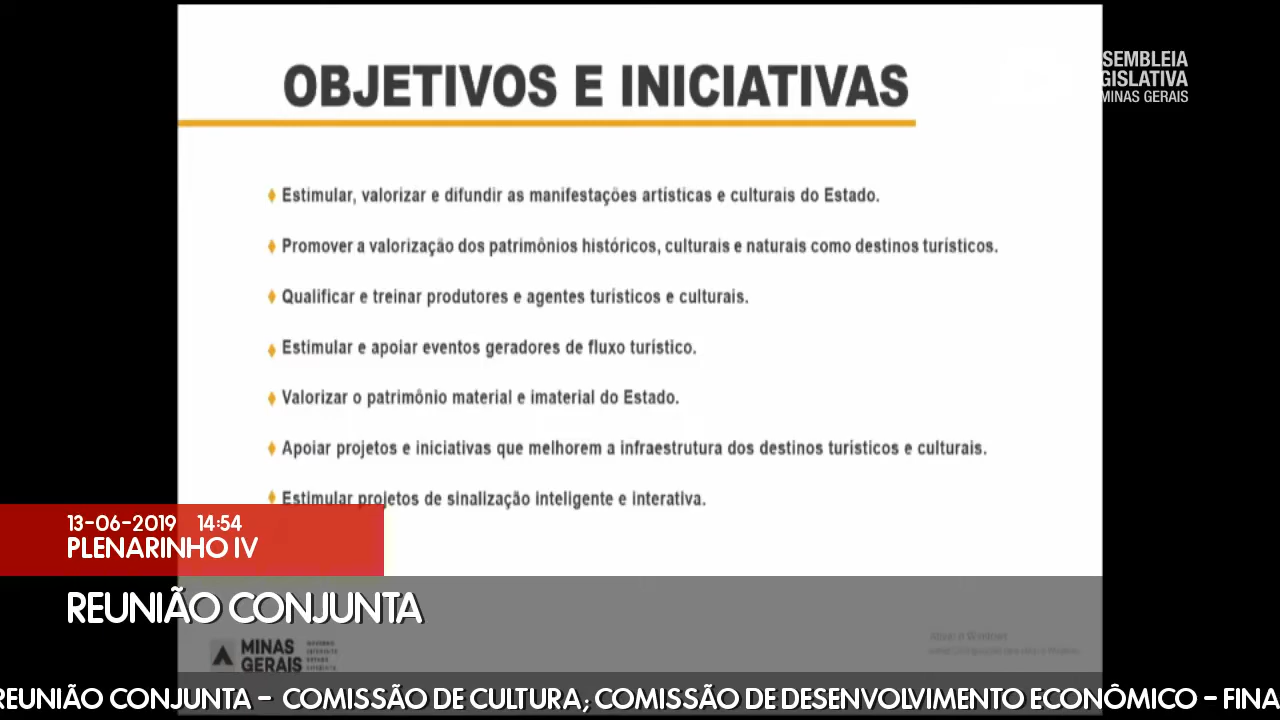 OBJETIVOS E INICIATIVAS
SEMBLEIA
GISLATIVA
MINAS GERAIS
Estimular, valorizar e difundir as manifestações artísticas e culturais do Estado.
Promover a valorização dos patrimônios históricos, culturais e naturais como destinos turísticos.
Qualificar e treinar produtores e agentes turísticos e culturais.
Estimular e apoiar eventos geradores de fluxo turístico.
Valorizar o patrimônio material e imaterial do Estado.
Apoiar projetos e iniciativas que melhorem a infraestrutura dos destinos turísticos e culturais.
Estimular projetos de sinalização inteligente e interativa.
13-06-2019 14:54
PLENARINHO IV
REUNIÃO CONJUNTA
MINAS
GERAIS
REUNIÃO CONJUNTA - COMISSÃO DE CULTURA; COMISSÃO DE DESENVOLVIMENTO ECONÔMICO - FINA